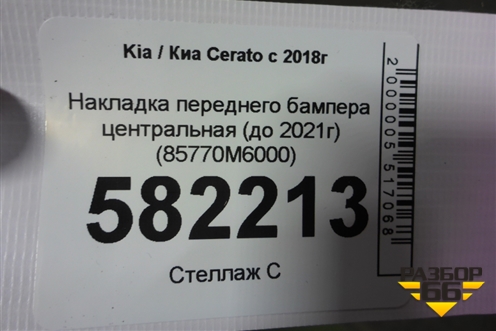 Kia / Киа Cerato с 2018г
Накладка переднего бампера
центральная (до 2021г)
(85770M6000)
582213
Стеллаж С
2000005517068
РАЗБОР
66